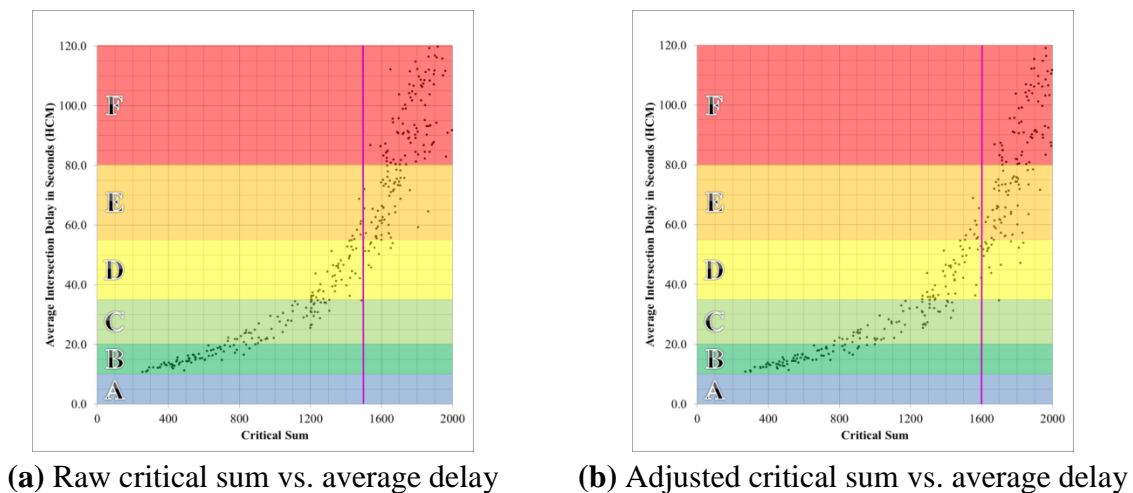 120.0
100.0
80.0
60.0
40.0
20.0
0.0
Average Intersection Delay in Seconds (HCM)
F
E
D
C
B
A
0 400 800 1200 1600 2000
Critical Sum
(a) Raw critical sum vs. average delay
120.0
100.0
80.0
60.0
40.0
20.0
0.0
Average Intersection Delay in Seconds (HCM)
F
E
D
C
B
A
0 400 800 1200 1600 2000
Critical Sum
(b) Adjusted critical sum vs. average delay